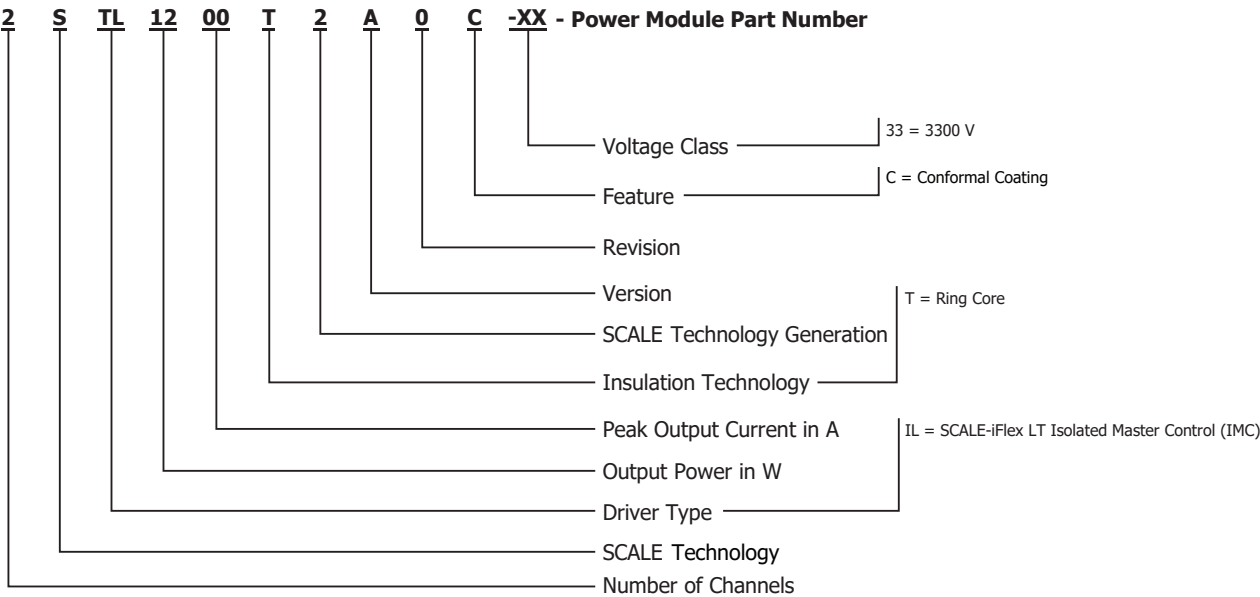 2 S TL 12 00 T 2 A 0 C -XX - Power Module Part Number
33 = 3300 V
Voltage Class
C = Conformal Coating
Feature
Revision
Version
T = Ring Core
SCALE Technology Generation
Insulation Technology
Peak Output Current in A
IL = SCALE-iFlex LT Isolated Master Control (IMC)
Output Power in W
Driver Type
SCALE Technology
Number of Channels